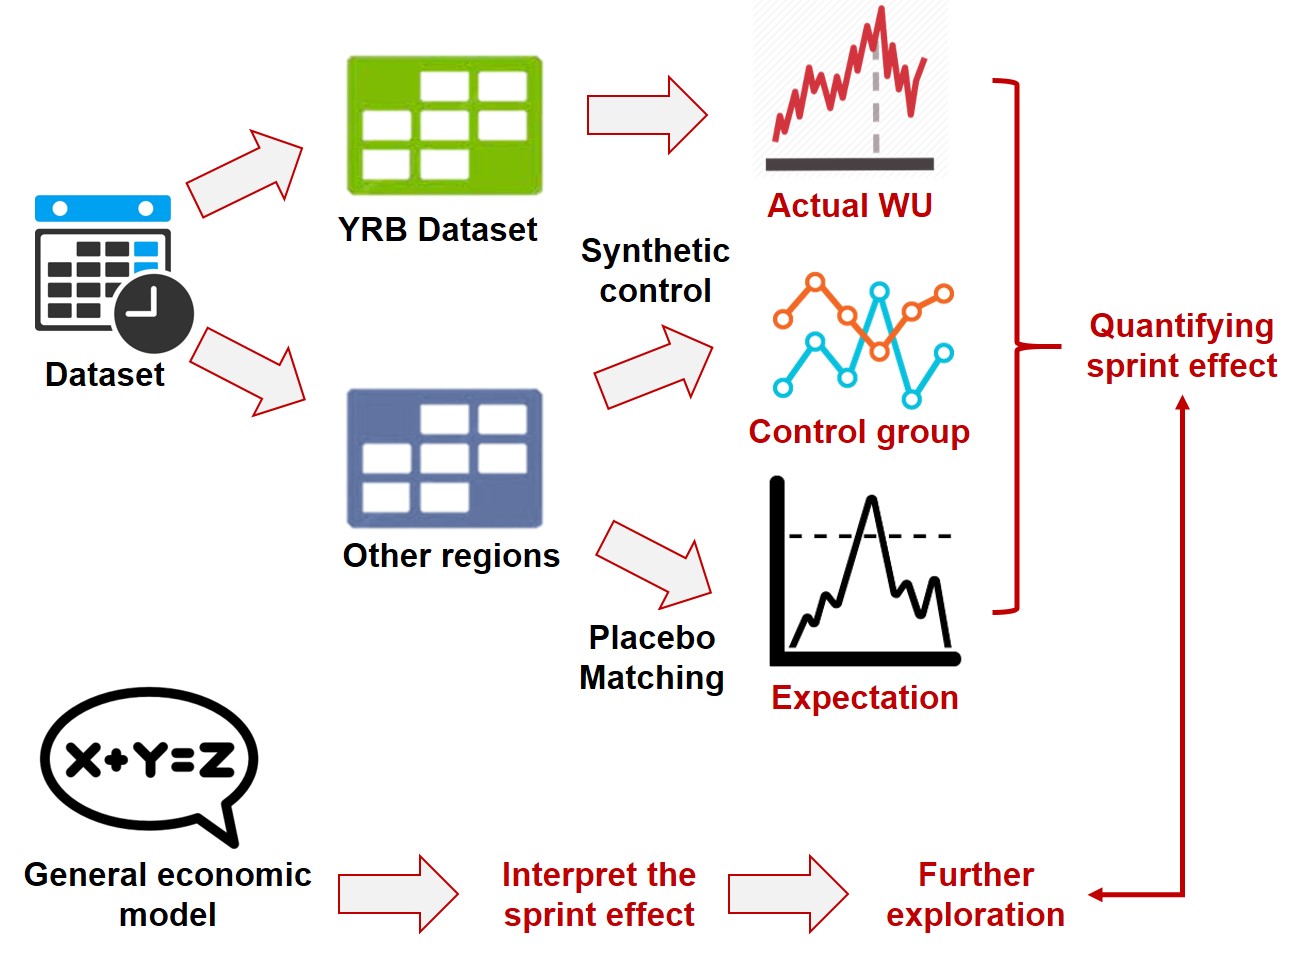 Actual WU
YRB Dataset
Synthetic
control
Quantifying
sprint effect
Dataset
Control group
Other regions
Placebo
Matching
Expectation
X+Y=Z
General economic
model
Interpret the
sprint effect
Further
exploration